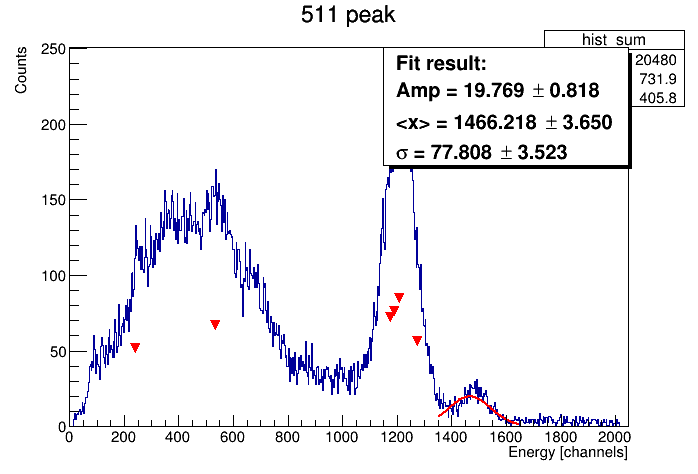 511 peak
Counts
hist_sum
20480
731.9
405.8
Fit result:
Amp = 19.769 ± 0.818
<x> = 1466.218 ± 3.650
σ = 77.808 ± 3.523
250
200
150
100
50
0
0 200 400 600 800 1000 1200 1400 1600 1800 2000
Energy [channels]